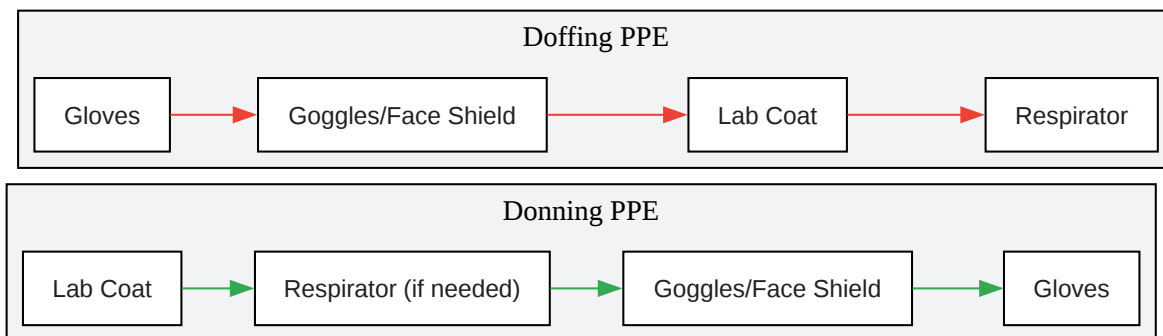 Doffing PPE
Gloves
Goggles/Face Shield
Lab Coat
Respirator
Donning PPE
Lab Coat
Respirator (if needed)
Goggles/Face Shield
Gloves